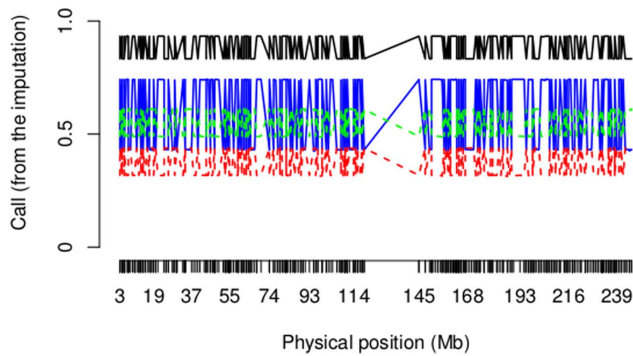 Call (from the imputation)
1.0
0.5
0
3 19 37 55 74 93 114 145 168 193 216 239
Physical position (Mb)